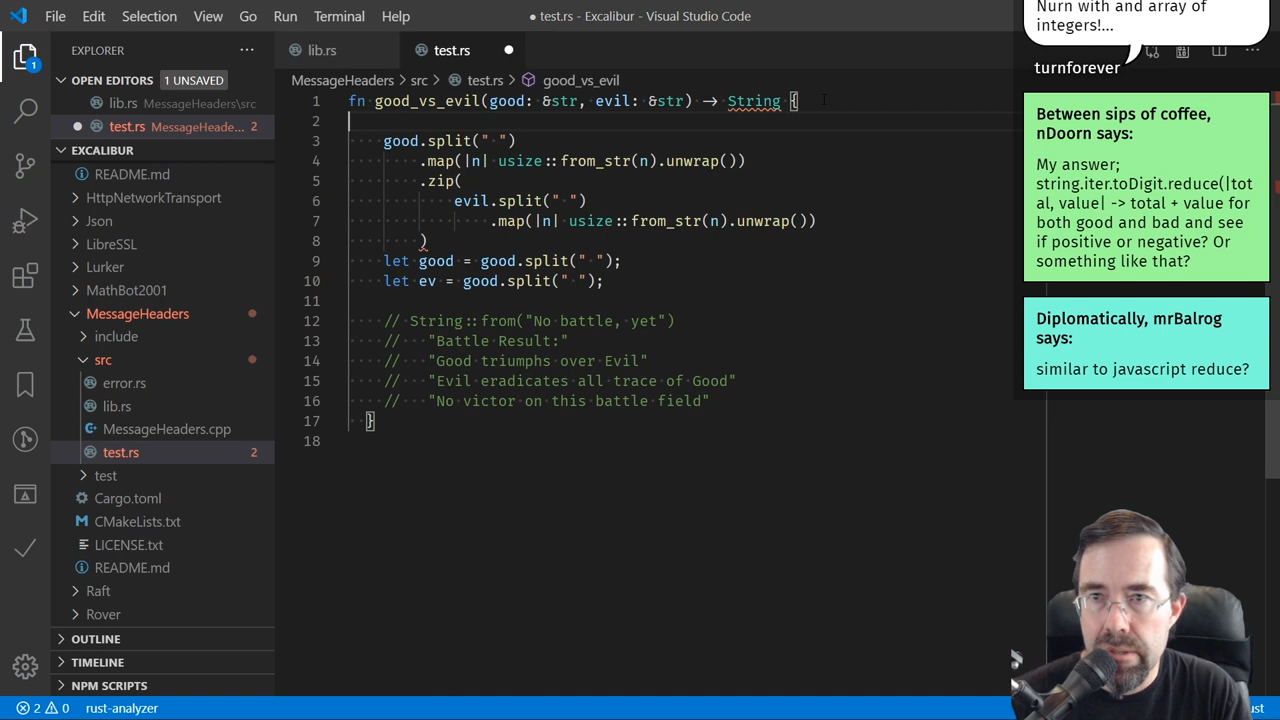 File Edit Selection View Go Run Terminal Help
● test.rs - Excalibur - Visual Studio Code
EXPLORER
1
OPEN EDITORS 1 UNSAVED
lib.rs MessageHeaders\src
test.rs MessageHeade... 2
EXCALIBUR
README.md
HttpNetworkTransport
Json
LibreSSL
Lurker
MathBot2001
MessageHeaders
include
src
error.rs
lib.rs
MessageHeaders.cpp
test.rs 2
test
Cargo.toml
CMakeLists.txt
LICENSE.txt
README.md
Raft
Rover
OUTLINE
TIMELINE
NPM SCRIPTS
lib.rs test.rs
MessageHeaders > src > test.rs > good_vs_evil
1 fn good_vs_evil(good: &str, evil: &str) → String {
2
3 good.split(" ")
4 .map(|n| usize::from_str(n).unwrap())
5 .zip(
6 evil.split(" ")
7 .map(|n| usize::from_str(n).unwrap())
8 )
9 let good = good.split(" ");
10 let ev = good.split(" ");
11
12 // String::from("No battle, yet")
13 // "Battle Result:"
14 // "Good triumphs over Evil"
15 // "Evil eradicates all trace of Good"
16 // "No victor on this battle field"
17 }
18
Nurn with and array of
integers!...
turnforever
Between sips of coffee,
nDoorn says:
My answer;
string.iter.toDigit.reduce(|tot
al, value| -> total + value for
both good and bad and see
if positive or negative? Or
something like that?
Diplomatically, mrBalrog
says:
similar to javascript reduce?
2 0 rust-analyzer